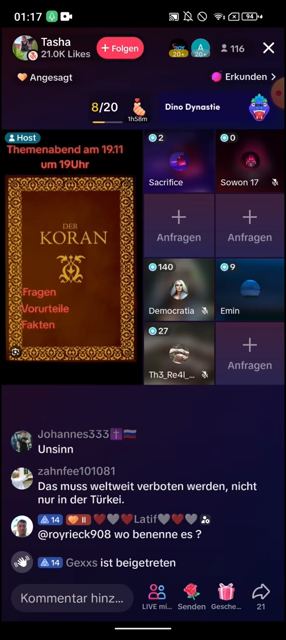 01:17
94
Tasha
21.0K Likes
+ Folgen
20+
20+
116
Angesagt
Erkunden >
8/20
1h58m
Dino Dynastie
Host
Themenabend am 19.11
um 19Uhr
DER
KORAN
Fragen
Vorurteile
Fakten
2
Sacrifice
0
Sowon 17
Anfragen
Anfragen
140
Democratia
9
Emin
27
Th3_Re4l_...
Anfragen
Johannes333
Unsinn
zahnfee101081
Das muss weltweit verboten werden, nicht
nur in der Türkei.
14
II
Latif
@royrieck908 wo benenne es ?
14
Gexxs ist beigetreten
Kommentar hinz...
LIVE mi...
Senden
Gesche...
21